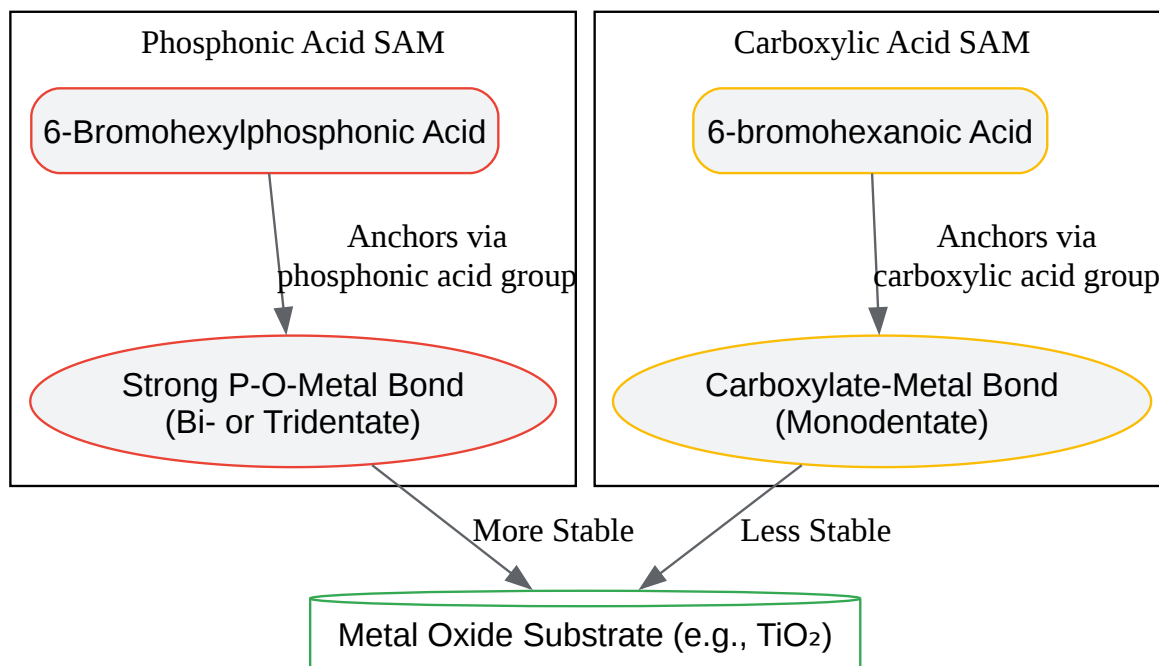 Phosphonic Acid SAM
6-Bromohexylphosphonic Acid
Anchors via
phosphonic acid group
Strong P-O-Metal Bond
(Bi- or Tridentate)
Carboxylic Acid SAM
6-bromohexanoic Acid
Anchors via
carboxylic acid group
Carboxylate-Metal Bond
(Monodentate)
More Stable
Less Stable
Metal Oxide Substrate (e.g., TiO₂)